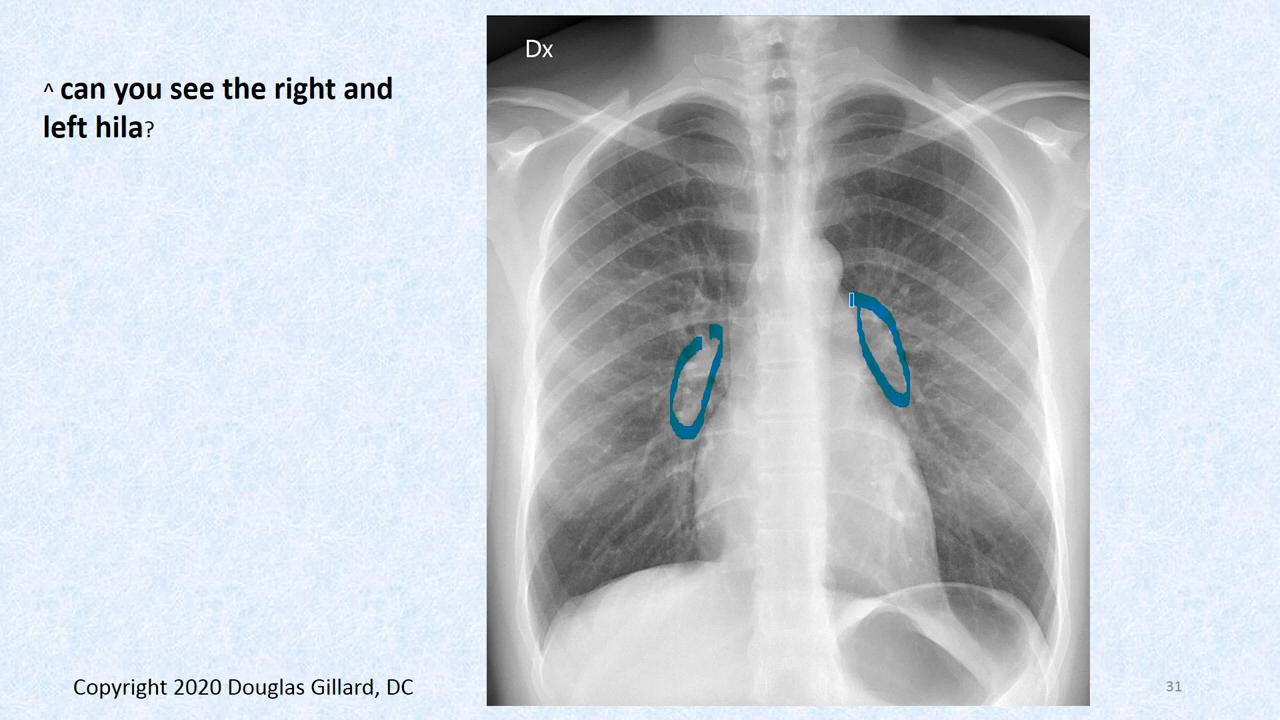 ^ can you see the right and
left hila?
Dx
Copyright 2020 Douglas Gillard, DC
31